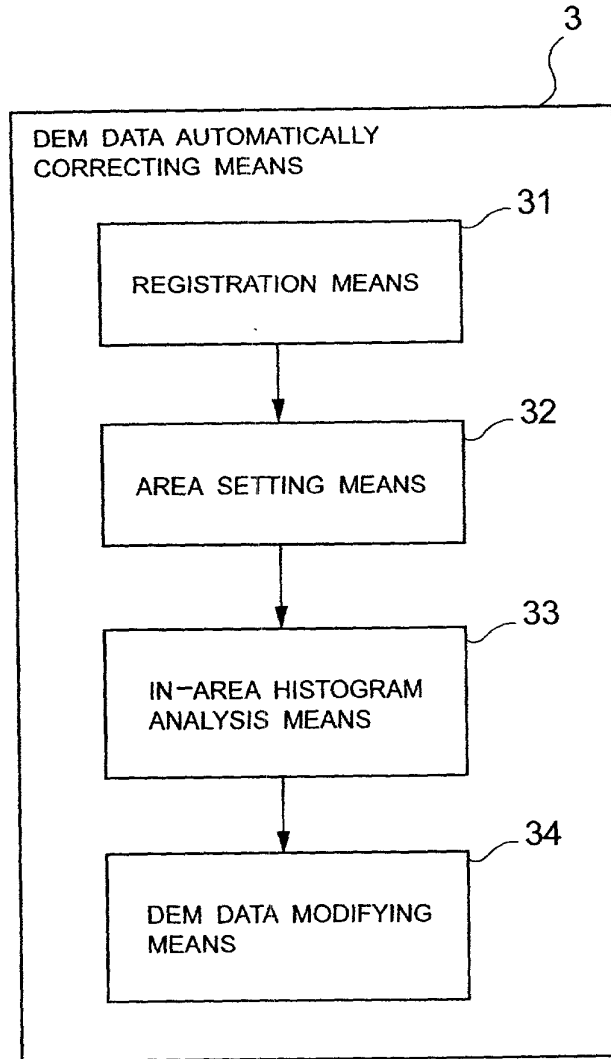 3
DEM DATA AUTOMATICALLY
CORRECTING MEANS
31
REGISTRATION MEANS
32
AREA SETTING MEANS
33
IN-AREA HISTOGRAM
ANALYSIS MEANS
34
DEM DATA MODIFYING
MEANS